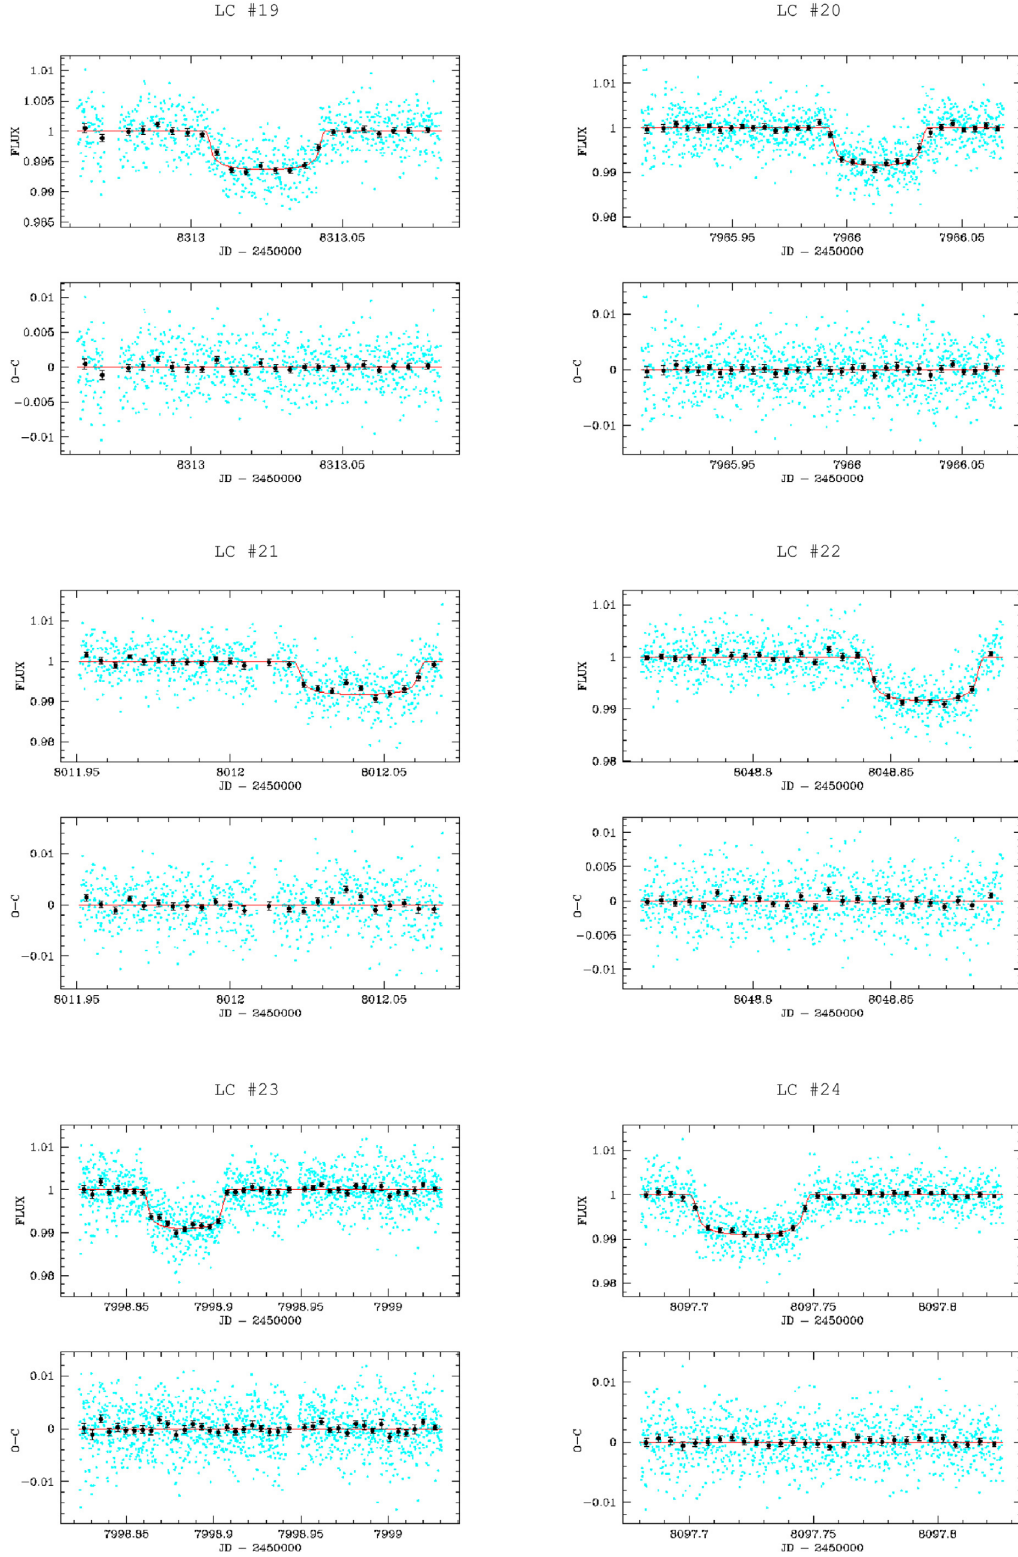 LC #19
LC #20
1.01
1.005
1
0.995
0.99
0.985
FLUX
8313
8313.05
JD - 2450000
1.01
1
0.99
0.98
FLUX
7965.95
7966
7966.05
JD - 2450000
0.01
0.005
0
-0.005
-0.01
O-C
8313
8313.05
JD - 2450000
0.01
0
-0.01
O-C
7965.95
7966
7966.05
JD - 2450000
LC #21
LC #22
1.01
1
0.99
0.98
FLUX
8011.95
8012
8012.05
JD - 2450000
1.01
1
0.99
0.98
FLUX
8048.8
8048.85
JD - 2450000
0.01
0
-0.01
O-C
8011.95
8012
8012.05
JD - 2450000
0.01
0.005
0
-0.005
-0.01
O-C
8048.8
8048.85
JD - 2450000
LC #23
LC #24
1.01
1
0.99
0.98
FLUX
7998.85
7998.9
7998.95
7999
JD - 2450000
1.01
1
0.99
0.98
FLUX
8097.7
8097.75
8097.8
JD - 2450000
0.01
0
-0.01
O-C
7998.85
7998.9
7998.95
7999
JD - 2450000
0.01
0
-0.01
O-C
8097.7
8097.75
8097.8
JD - 2450000